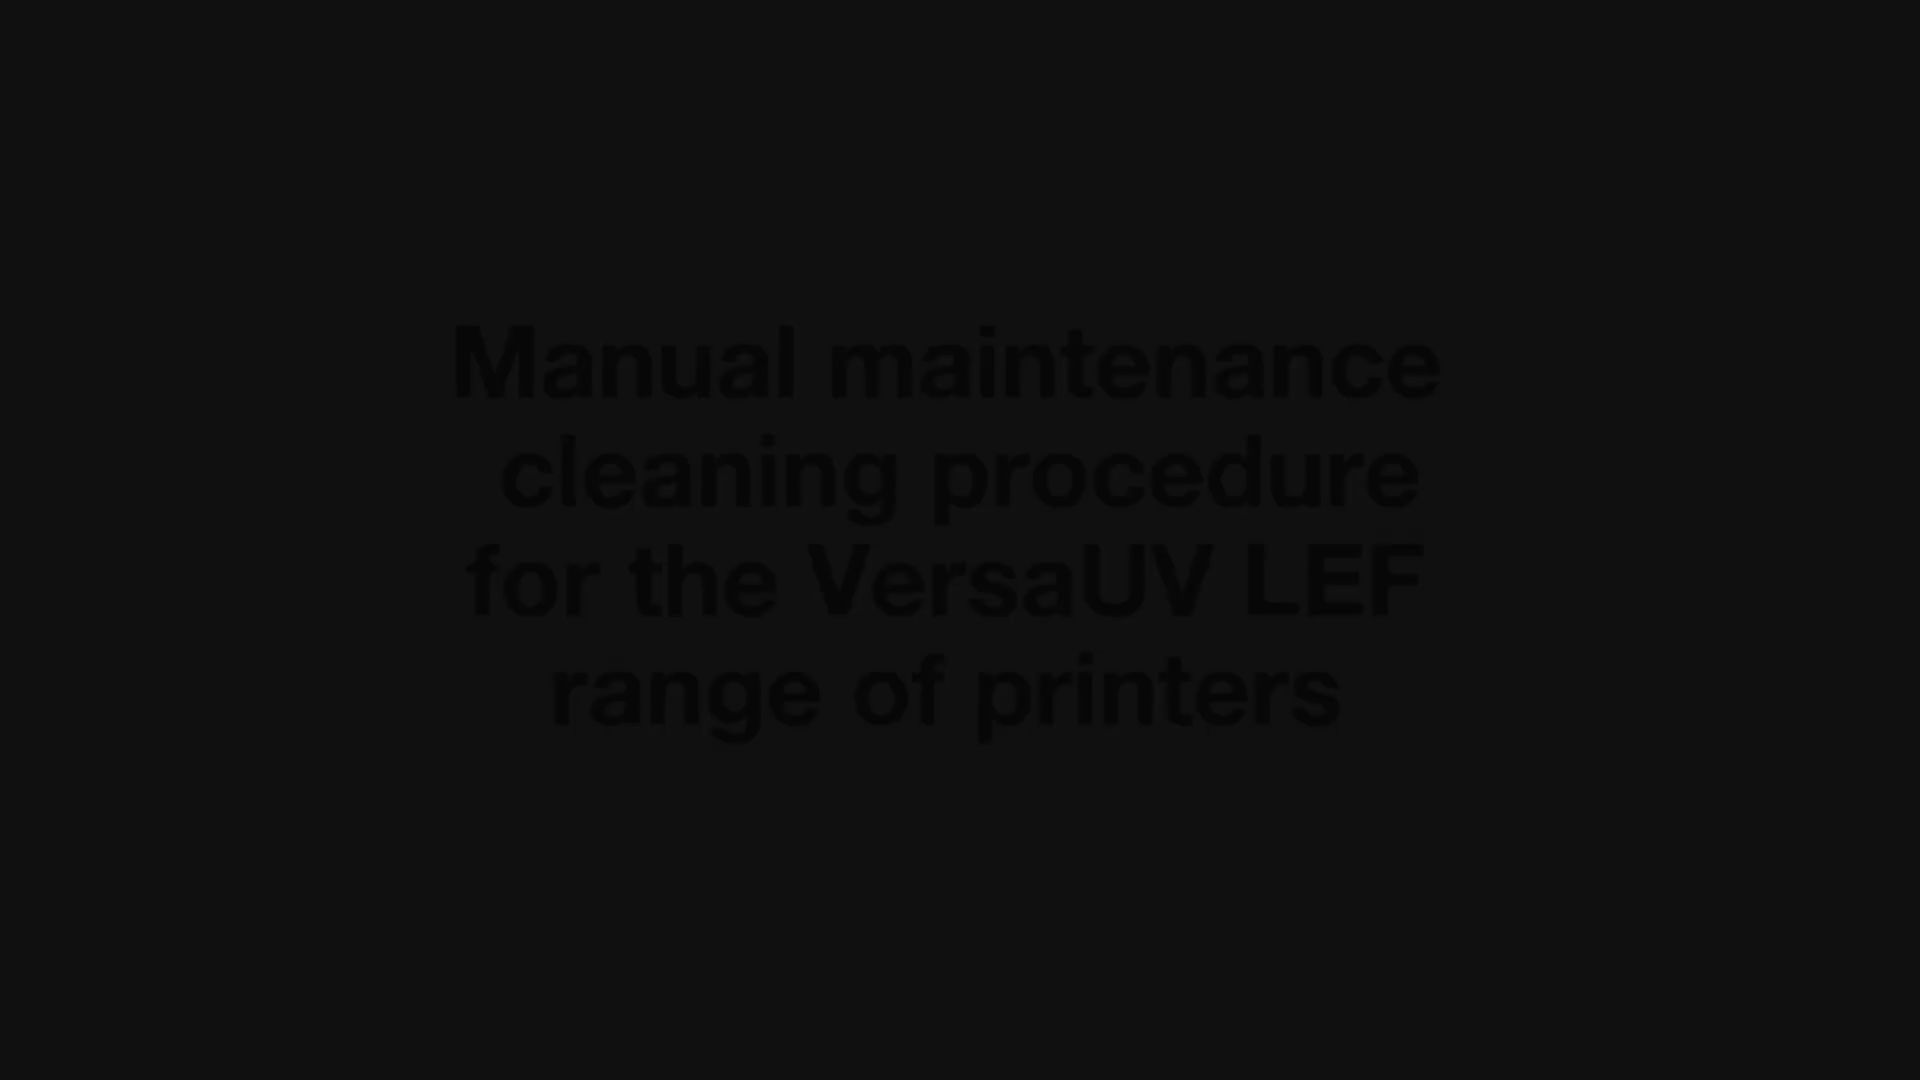 Manual maintenance
cleaning procedure
for the VersaUV LEF
range of printers